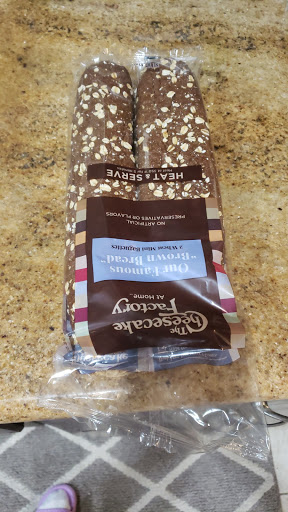 The
Cheesecake
Factory
At Home™
Our Famous
"Brown Bread"
2 Wheat Mini Baguettes
NO ARTIFICIAL
PRESERVATIVES OR FLAVORS
HEAT & SERVE